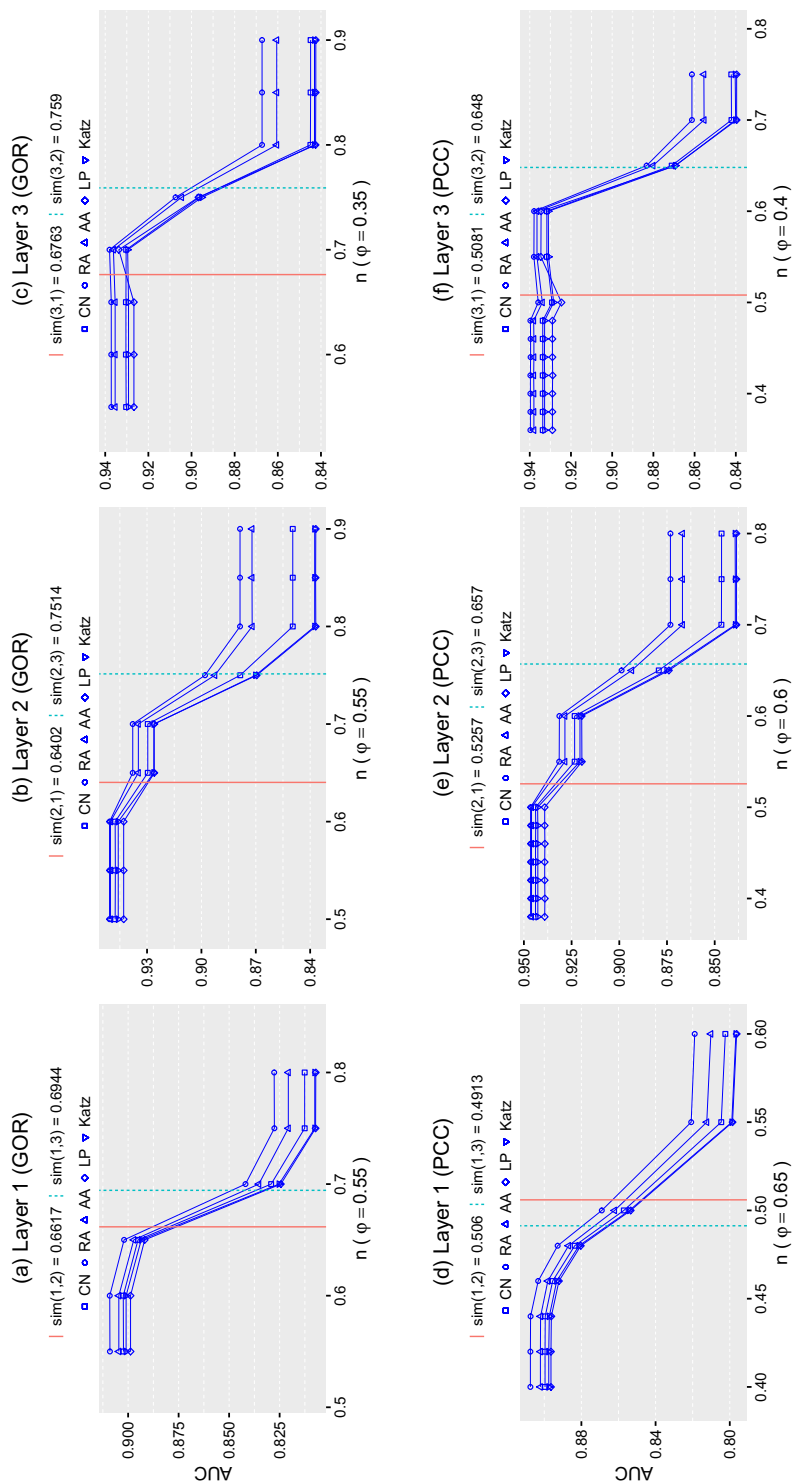 (a) Layer 1 (GOR)
sim(1,2) = 0.6617 sim(1,3) = 0.6944
CN RA AA LP Katz
AUC
0.900
0.875
0.850
0.825
0.5 0.6 0.7 0.8
n ( φ = 0.55 )
(b) Layer 2 (GOR)
sim(2,1) = 0.6402 sim(2,3) = 0.7514
CN RA AA LP Katz
0.93
0.90
0.87
0.84
0.5 0.6 0.7 0.8 0.9
n ( φ = 0.55 )
(c) Layer 3 (GOR)
sim(3,1) = 0.6763 sim(3,2) = 0.759
CN RA AA LP Katz
0.94
0.92
0.90
0.88
0.86
0.84
0.6 0.7 0.8 0.9
n ( φ = 0.35 )
(d) Layer 1 (PCC)
sim(1,2) = 0.506 sim(1,3) = 0.4913
CN RA AA LP Katz
AUC
0.88
0.84
0.80
0.40 0.45 0.50 0.55 0.60
n ( φ = 0.65 )
(e) Layer 2 (PCC)
sim(2,1) = 0.5257 sim(2,3) = 0.657
CN RA AA LP Katz
0.950
0.925
0.900
0.875
0.850
0.4 0.5 0.6 0.7 0.8
n ( φ = 0.6 )
(f) Layer 3 (PCC)
sim(3,1) = 0.5081 sim(3,2) = 0.648
CN RA AA LP Katz
0.94
0.92
0.90
0.88
0.86
0.84
0.4 0.5 0.6 0.7 0.8
n ( φ = 0.4 )